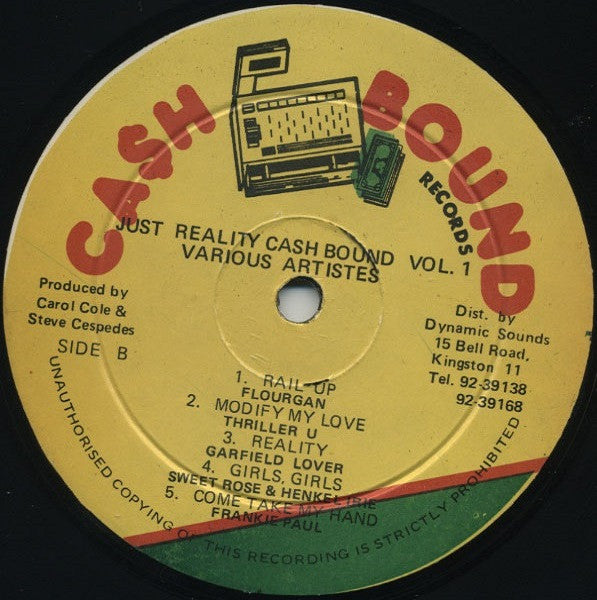 CA$H BOUND
RECORDS
JUST REALITY CASH BOUND VOL. 1
VARIOUS ARTISTES
Produced by
Carol Cole &
Steve Cespedes
SIDE B
Dist. by
Dynamic Sounds
15 Bell Road,
Kingston 11
Tel. 92-39138
92-39168
1. RAIL-UP
FLOURGAN
2. MODIFY MY LOVE
THRILLER U
3. REALITY
GARFIELD LOVER
4. GIRLS, GIRLS
SWEET ROSE & HENKEL IRIE
5. COME TAKE MY HAND
FRANKIE PAUL
UNAUTHORISED COPYING OF THIS RECORDING IS STRICTLY PROHIBITED